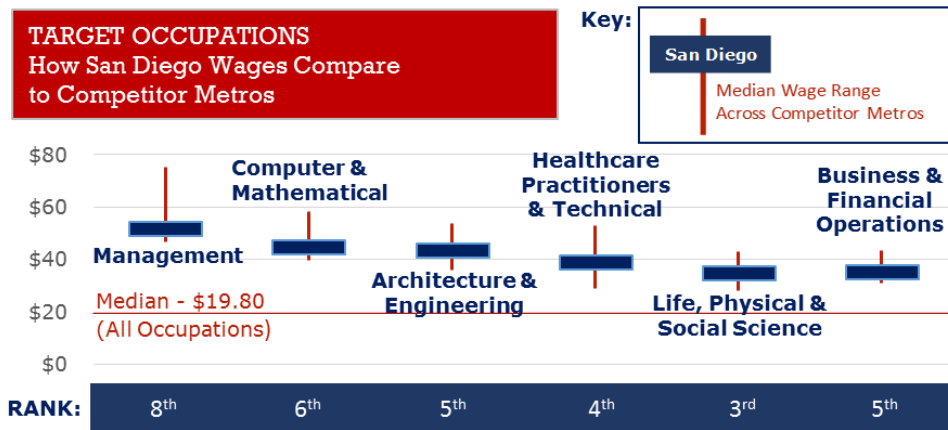 TARGET OCCUPATIONS
How San Diego Wages Compare
to Competitor Metros
Key:
San Diego
Median Wage Range
Across Competitor Metros
$80
$60
$40
$20
$0
Management
Computer &
Mathematical
Architecture &
Engineering
Healthcare
Practitioners
& Technical
Life, Physical &
Social Science
Business &
Financial
Operations
Median - $19.80
(All Occupations)
RANK: 8th 6th 5th 4th 3rd 5th